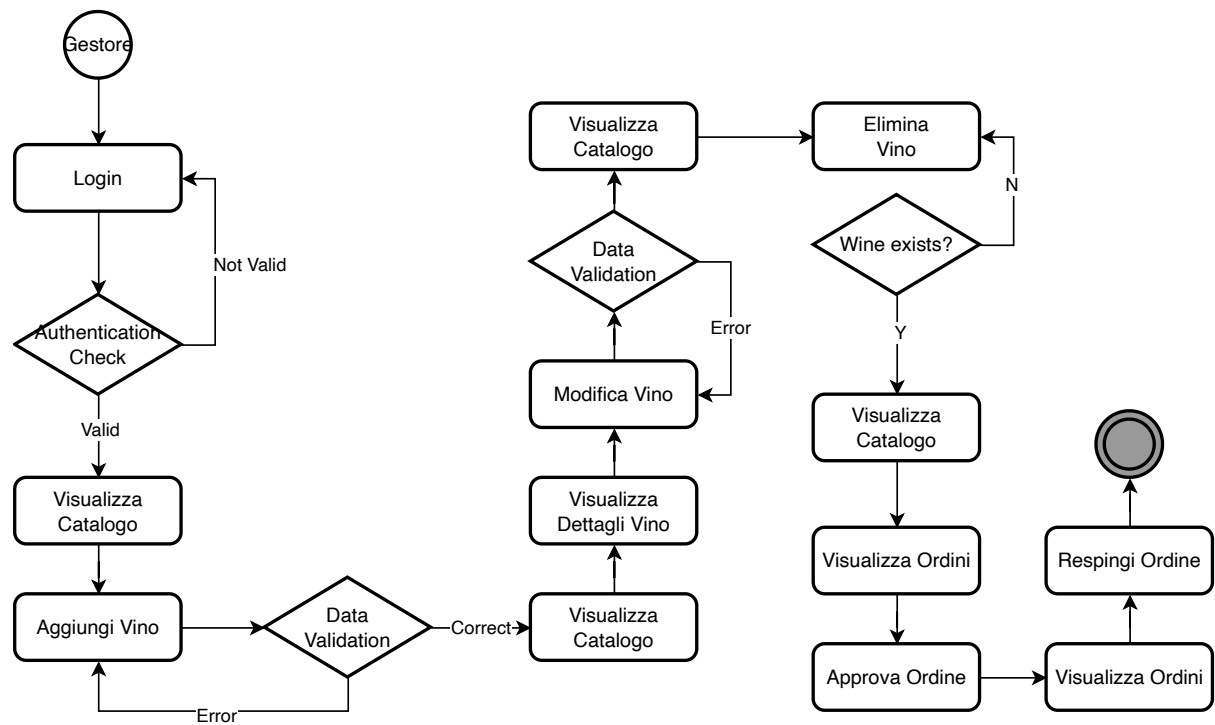 Gestore
Login
Not Valid
Authentication
Check
Valid
Visualizza
Catalogo
Aggiungi Vino
Data
Validation
Error
Correct
Visualizza
Catalogo
Visualizza
Dettagli Vino
Modifica Vino
Error
Data
Validation
Visualizza
Catalogo
Elimina
Vino
N
Wine exists?
Y
Visualizza
Catalogo
Visualizza Ordini
Approva Ordine
Visualizza Ordini
Respingi Ordine